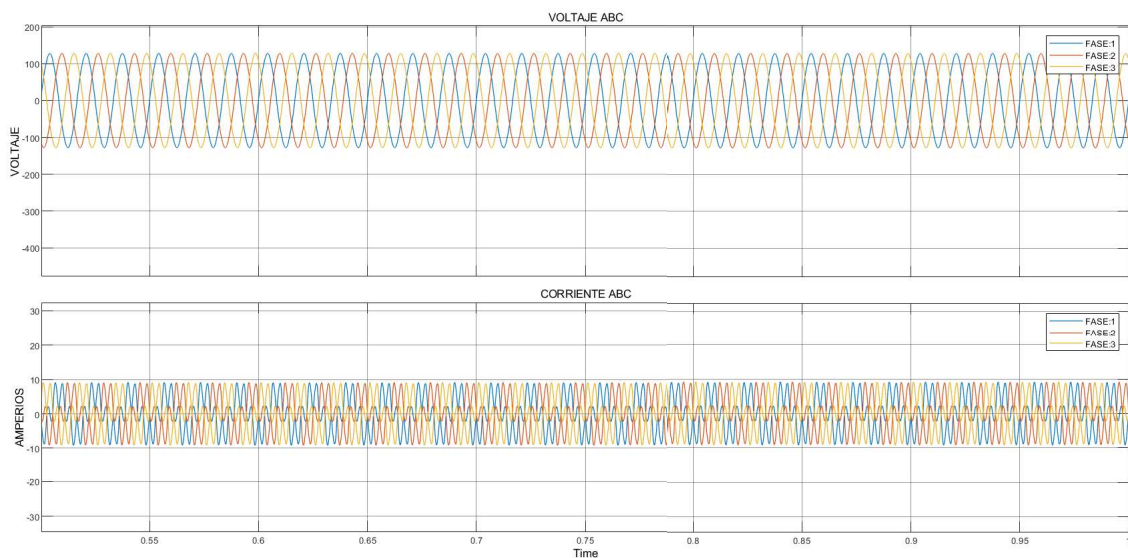 VOLTAJE ABC
200
100
0
-100
-200
-300
-400
VOLTAJE
FASE:1
FASE:2
FASE:3
CORRIENTE ABC
30
20
10
0
-10
-20
-30
AMPERIOS
FASE:1
FASE:2
FASE:3
0.55 0.6 0.65 0.7 0.75 0.8 0.85 0.9 0.95
Time